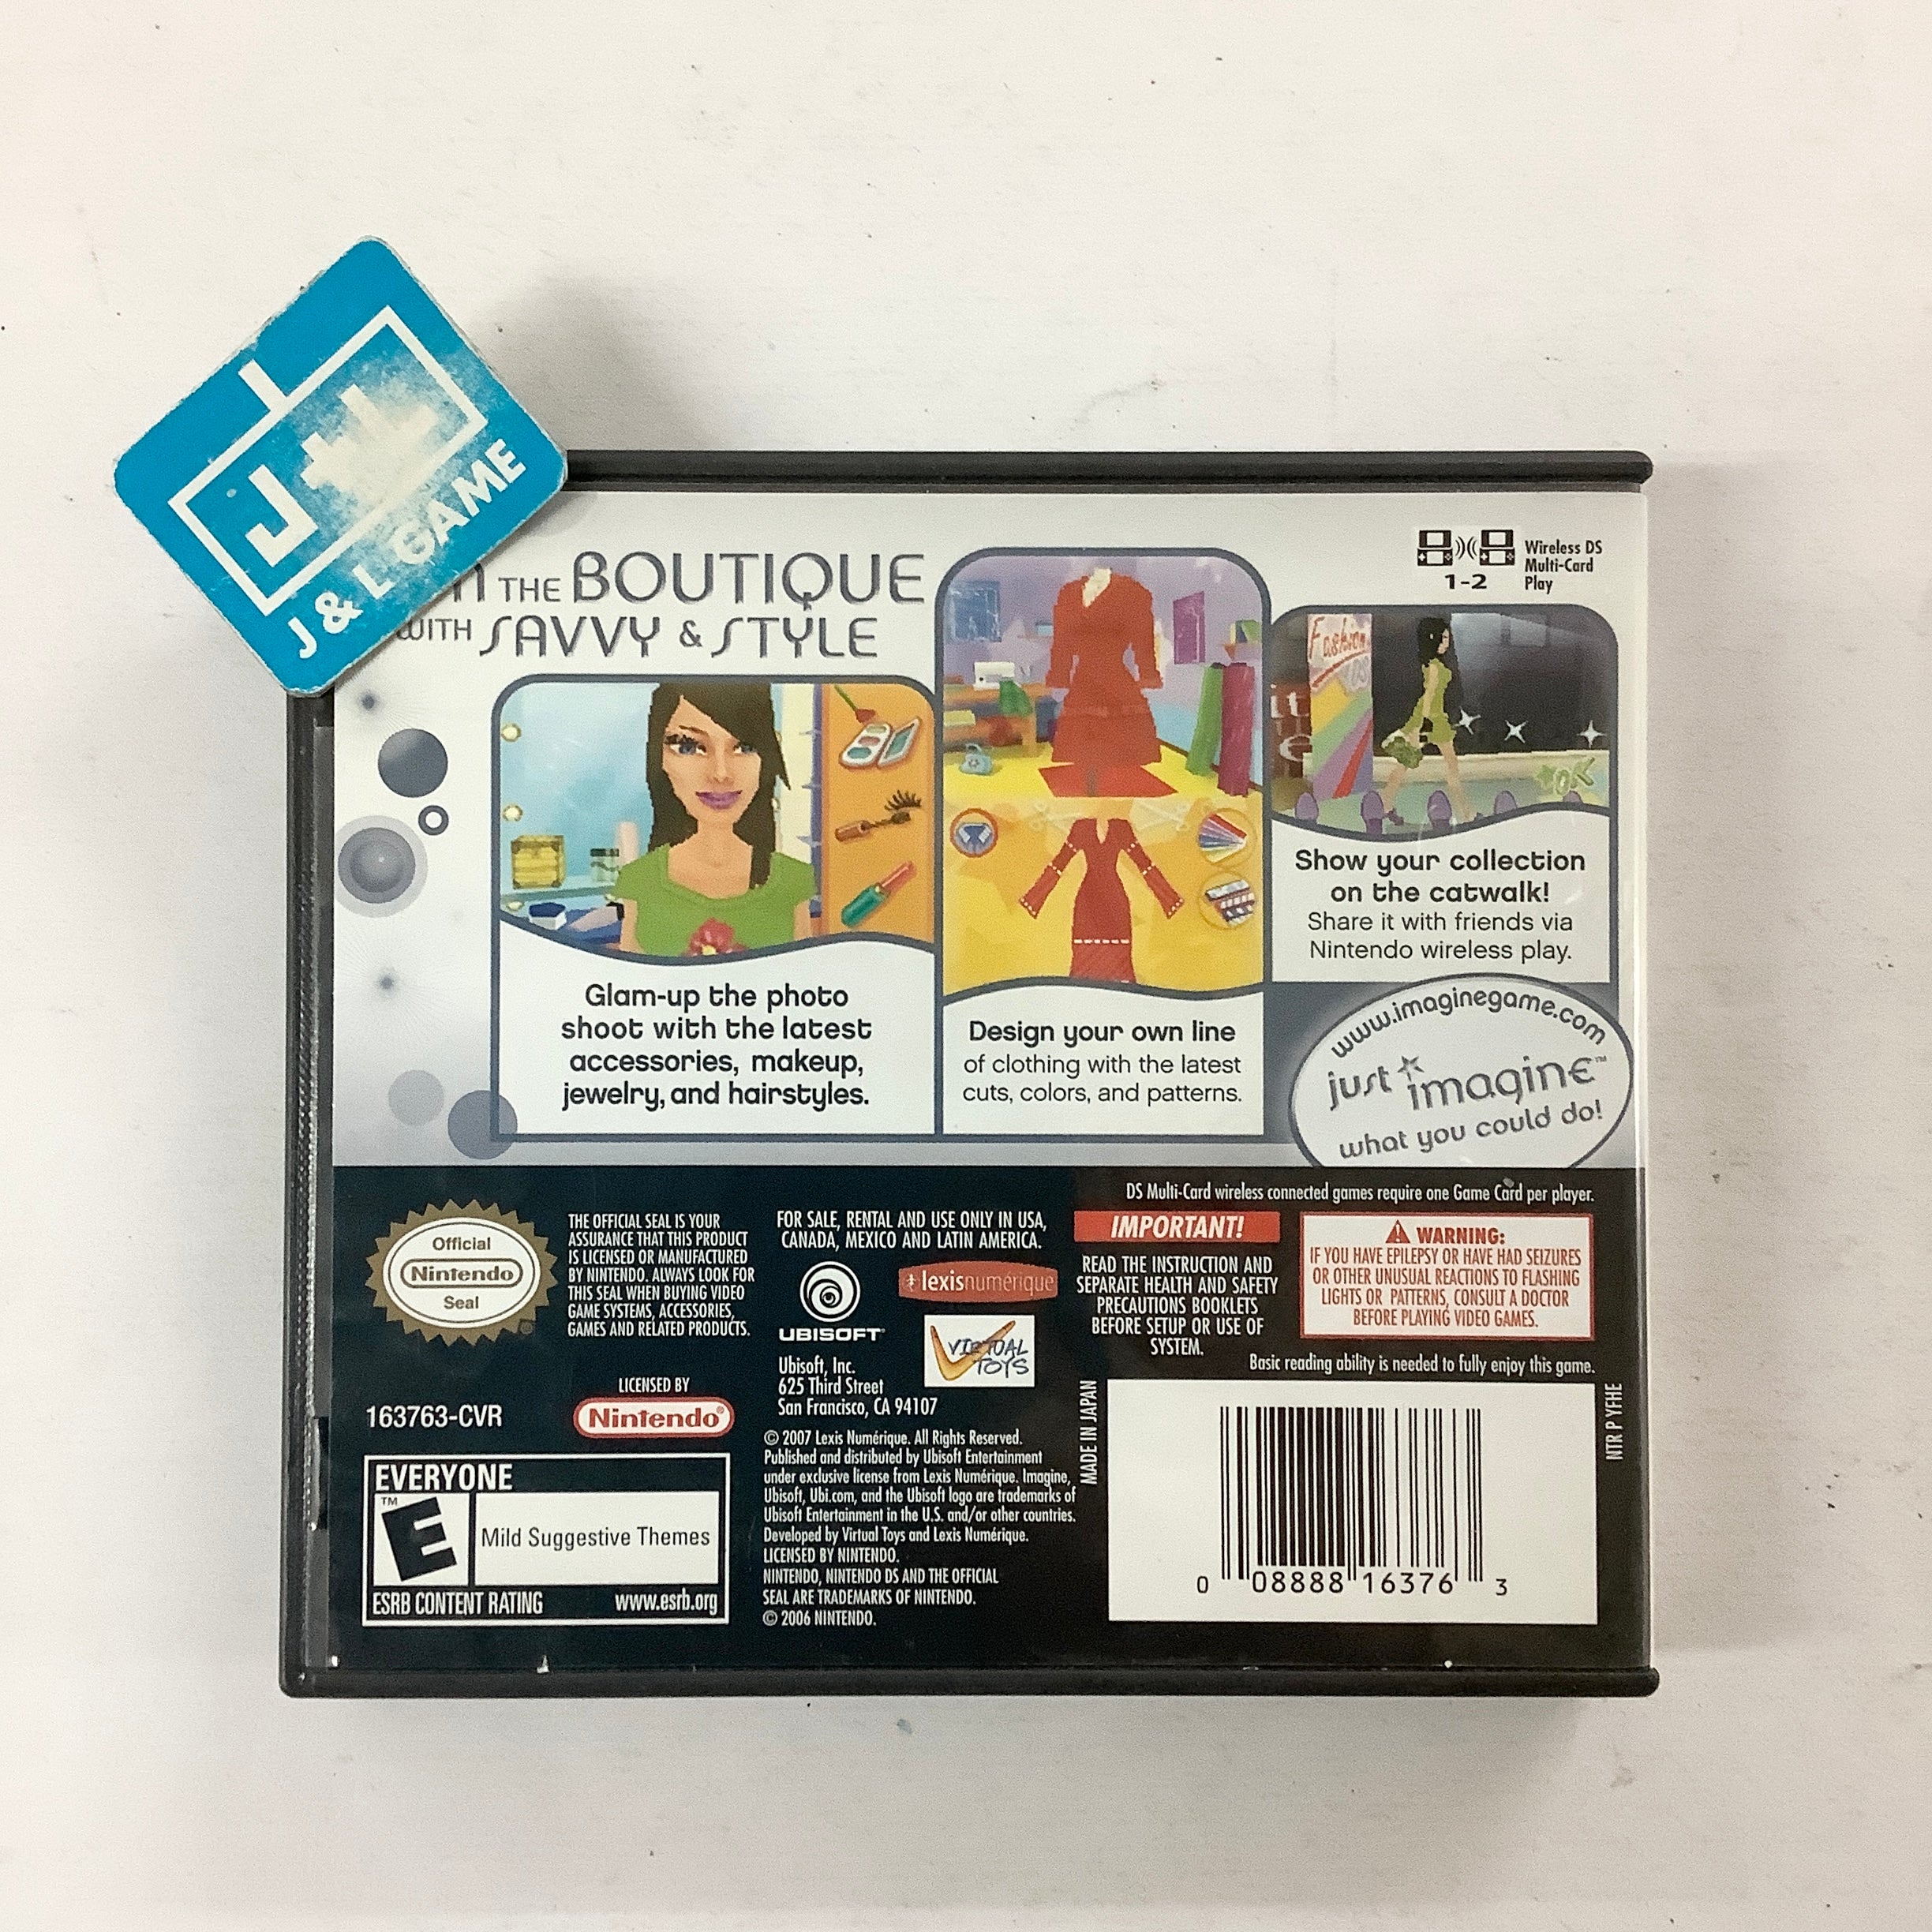 J L
J & L GAME
THE BOUTIQUE
WITH SAVVY & STYLE
1-2
Wireless DS
Multi-Card
Play
Fashion
Glam-up the photo
shoot with the latest
accessories, makeup,
jewelry, and hairstyles.
Design your own line
of clothing with the latest
cuts, colors, and patterns.
OK
Show your collection
on the catwalk!
Share it with friends via
Nintendo wireless play.
www.imaginegame.com
just imagine™
what you could do!
DS Multi-Card wireless connected games require one Game Card per player.
Official
Nintendo
Seal
®
THE OFFICIAL SEAL IS YOUR
ASSURANCE THAT THIS PRODUCT
IS LICENSED OR MANUFACTURED
BY NINTENDO. ALWAYS LOOK FOR
THIS SEAL WHEN BUYING VIDEO
GAME SYSTEMS, ACCESSORIES,
GAMES AND RELATED PRODUCTS.
163763-CVR
LICENSED BY
Nintendo®
EVERYONE
™
E
Mild Suggestive Themes
ESRB CONTENT RATING www.esrb.org
FOR SALE, RENTAL AND USE ONLY IN USA,
CANADA, MEXICO AND LATIN AMERICA.
UBISOFT
lexisnumérique
VIRTUAL
TOYS
Ubisoft, Inc.
625 Third Street
San Francisco, CA 94107
© 2007 Lexis Numérique. All Rights Reserved.
Published and distributed by Ubisoft Entertainment
under exclusive license from Lexis Numérique. Imagine,
Ubisoft, Ubi.com, and the Ubisoft logo are trademarks of
Ubisoft Entertainment in the U.S. and/or other countries.
Developed by Virtual Toys and Lexis Numérique.
LICENSED BY NINTENDO.
NINTENDO, NINTENDO DS AND THE OFFICIAL
SEAL ARE TRADEMARKS OF NINTENDO.
© 2006 NINTENDO.
IMPORTANT!
READ THE INSTRUCTION AND
SEPARATE HEALTH AND SAFETY
PRECAUTIONS BOOKLETS
BEFORE SETUP OR USE OF
SYSTEM.
WARNING:
IF YOU HAVE EPILEPSY OR HAVE HAD SEIZURES
OR OTHER UNUSUAL REACTIONS TO FLASHING
LIGHTS OR PATTERNS, CONSULT A DOCTOR
BEFORE PLAYING VIDEO GAMES.
Basic reading ability is needed to fully enjoy this game.
MADE IN JAPAN
NTR P YFHE
0 08888 16376 3